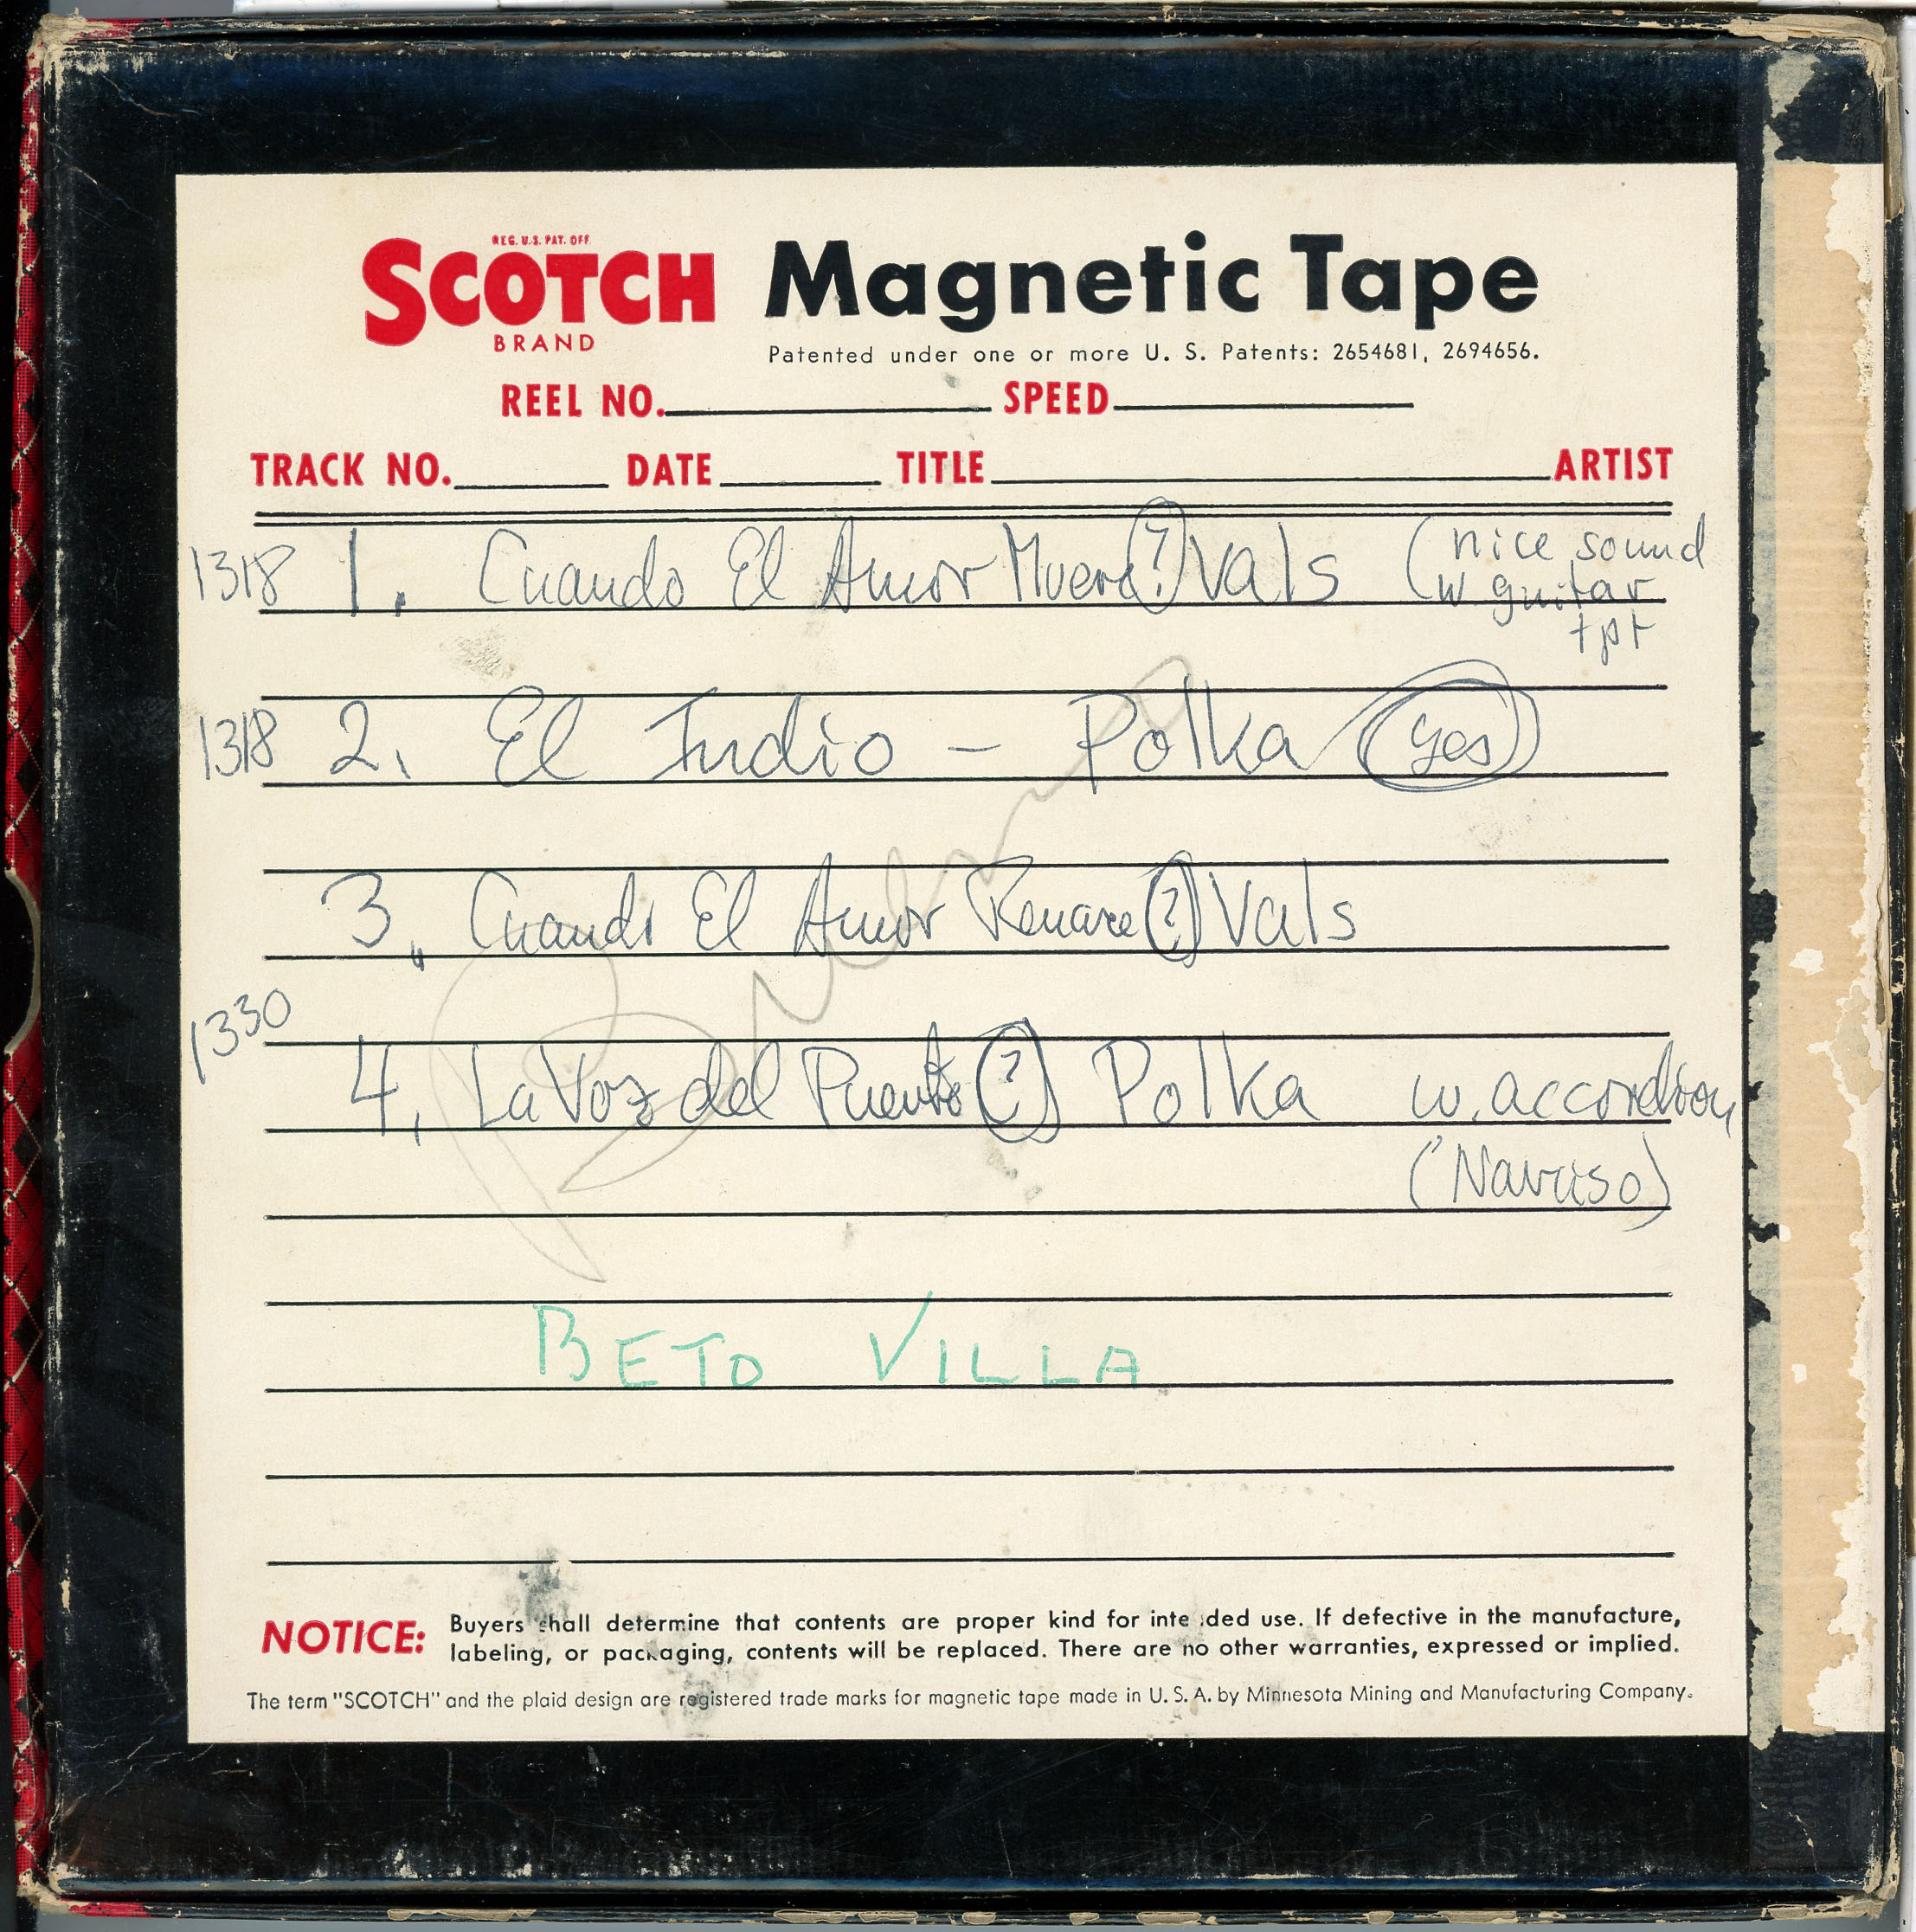 REG. U.S. PAT. OFF.
SCOTCH Magnetic Tape
BRAND
Patented under one or more U. S. Patents: 2654681, 2694656.
REEL NO. SPEED
TRACK NO. DATE TITLE ARTIST
1318 1. Cuando El Amor Muere (?) Vals (nice sound
w guitar
tpt
1318 2. El Indio - Polka (yes)
3. Cuando El Amor Renace (?) Vals
1330
4. La Voz del Puento (?) Polka w. accordion
(Narciso)
BETO VILLA
NOTICE: Buyers shall determine that contents are proper kind for inte ded use. If defective in the manufacture,
labeling, or packaging, contents will be replaced. There are no other warranties, expressed or implied.
The term "SCOTCH" and the plaid design are registered trade marks for magnetic tape made in U. S. A. by Minnesota Mining and Manufacturing Company.